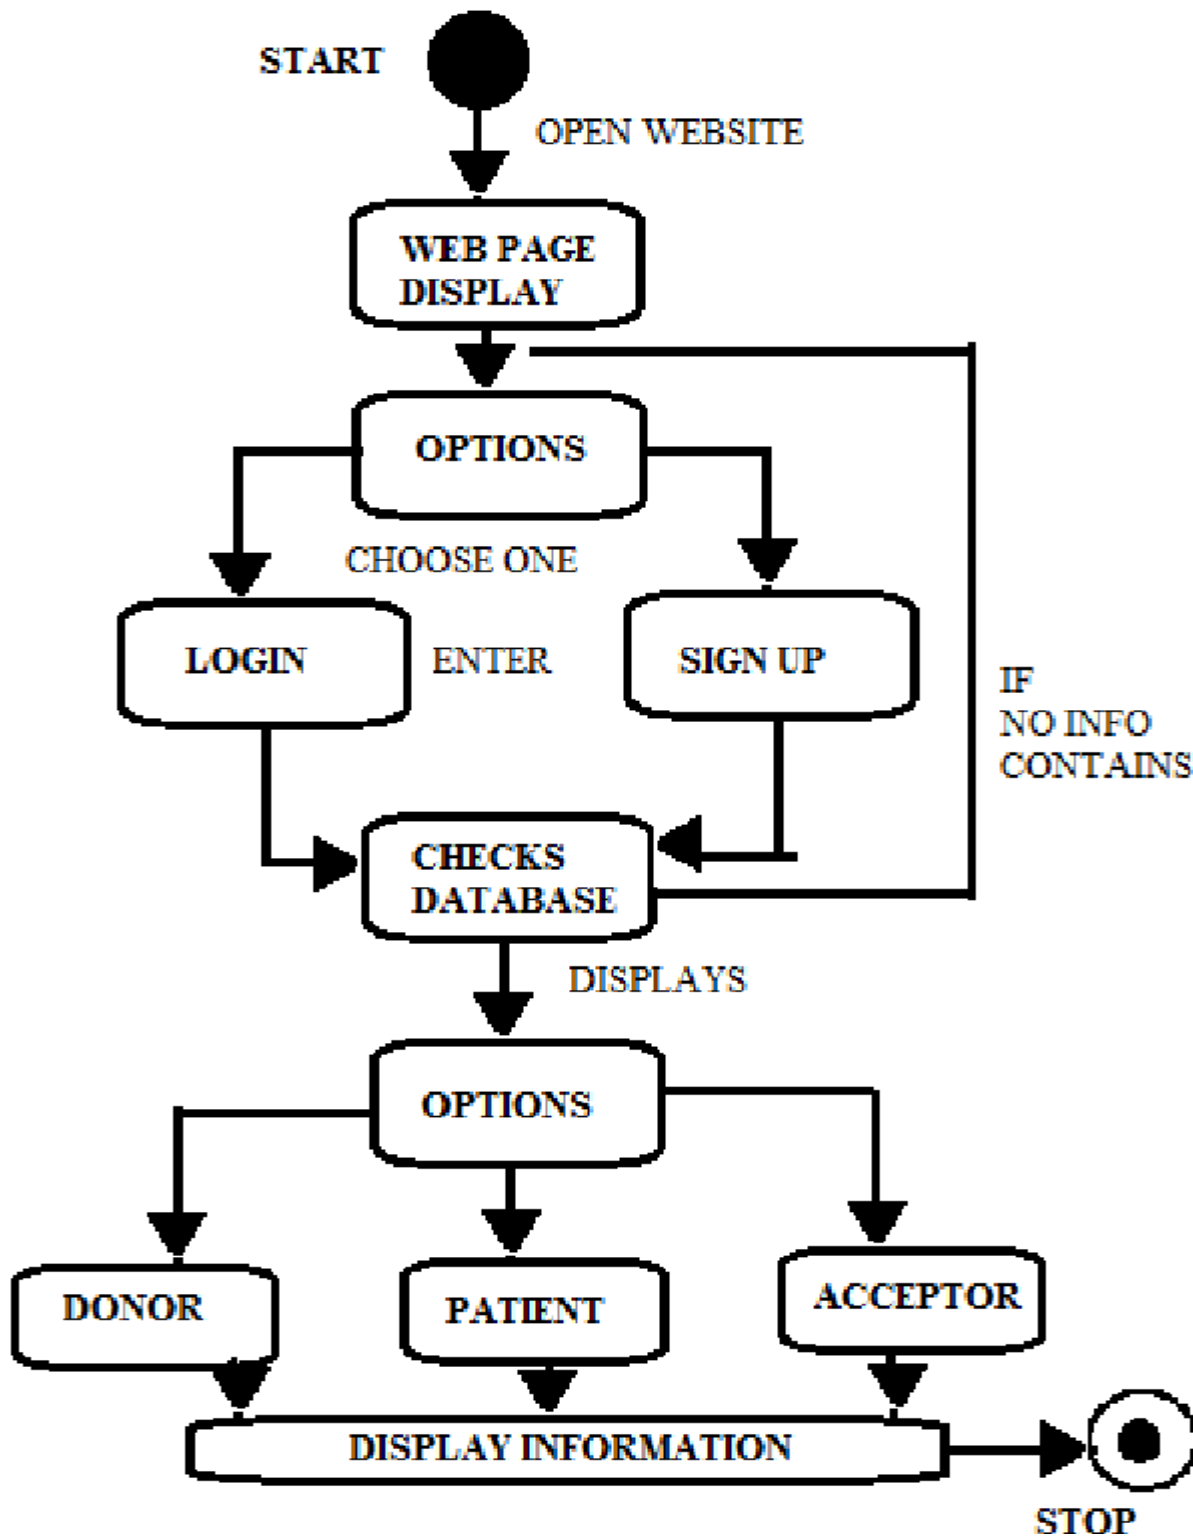 START
OPEN WEBSITE
WEB PAGE
DISPLAY
OPTIONS
CHOOSE ONE
LOGIN
ENTER
SIGN UP
IF
NO INFO
CONTAINS
CHECKS
DATABASE
DISPLAYS
OPTIONS
DONOR
PATIENT
ACCEPTOR
DISPLAY INFORMATION
STOP